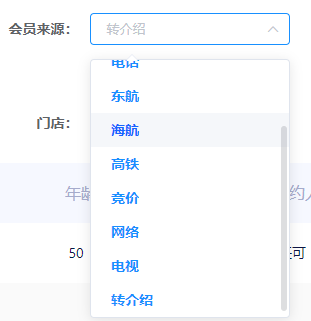 会员来源： 转介绍
电话
东航
门店： 海航
高铁
竞价
年龄 约人
网络
50 还可
电视
转介绍